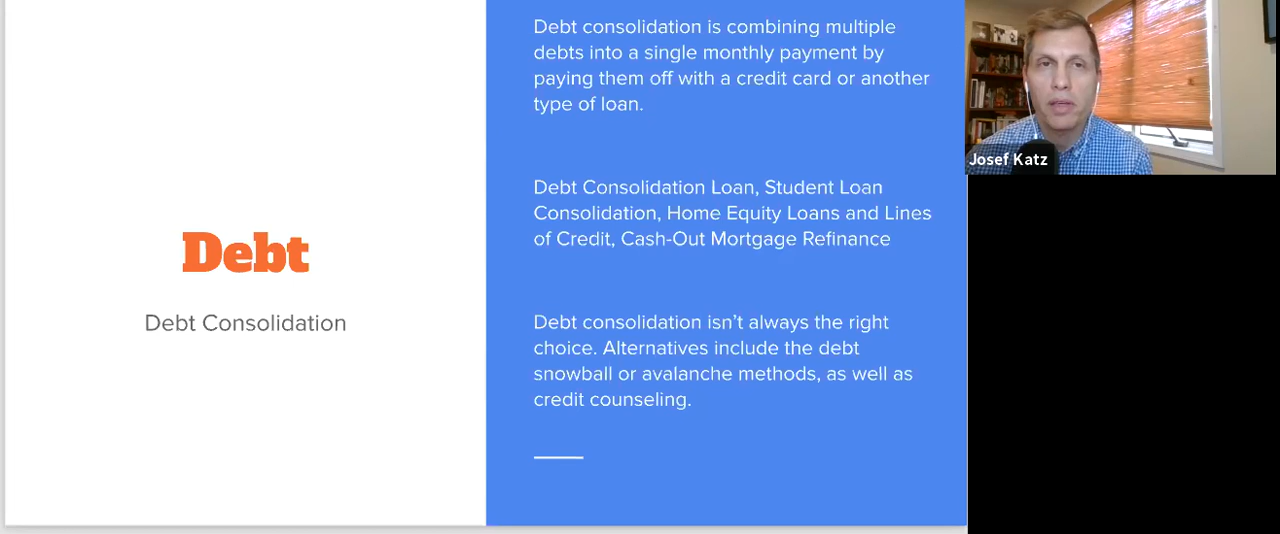 Debt
Debt Consolidation
Debt consolidation is combining multiple
debts into a single monthly payment by
paying them off with a credit card or another
type of loan.
Debt Consolidation Loan, Student Loan
Consolidation, Home Equity Loans and Lines
of Credit, Cash-Out Mortgage Refinance
Debt consolidation isn’t always the right
choice. Alternatives include the debt
snowball or avalanche methods, as well as
credit counseling.
Josef Katz